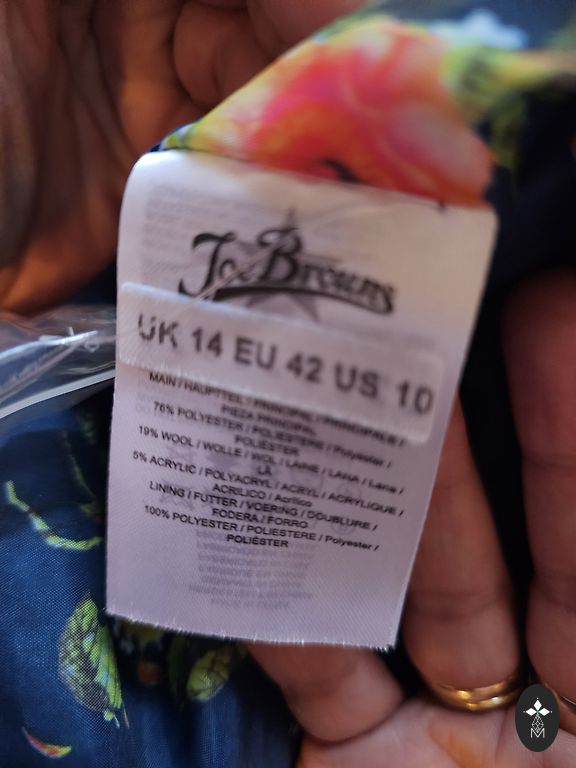 Joe Browns
UK 14 EU 42 US 10
MAIN / HAUPTTEIL / PRINCIPAL / PRINCIPALE /
PIEZA PRINCIPAL
76% POLYESTER / POLIESTERE / Polyester /
POLIÉSTER
19% WOOL / WOLLE / WOL / LAINE / LANA / Lana /
LÃ
5% ACRYLIC / POLYACRYL / ACRYL / ACRYLIQUE /
ACRILICO / Acrílico
LINING / FUTTER / VOERING / DOUBLURE /
FODERA / FORRO
100% POLYESTER / POLIESTERE / Polyester /
POLIÉSTER
M